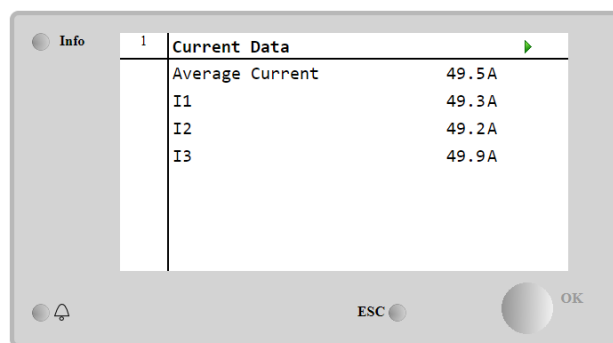 Info
1 Current Data
Average Current 49.5A
I1 49.3A
I2 49.2A
I3 49.9A
ESC
OK